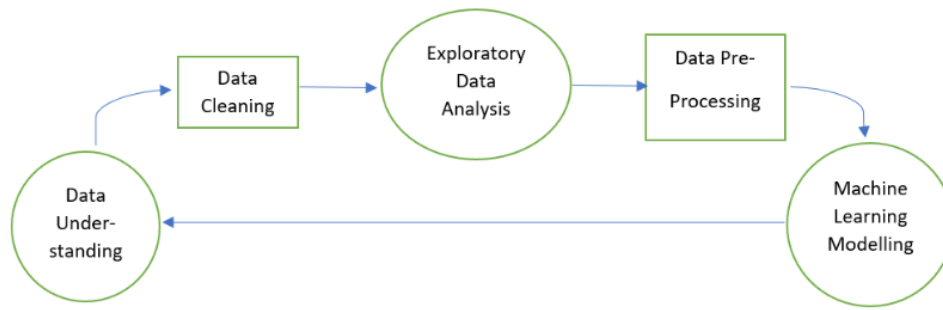 Data
Cleaning
Exploratory
Data
Analysis
Data Pre-
Processing
Data
Under-
standing
Machine
Learning
Modelling